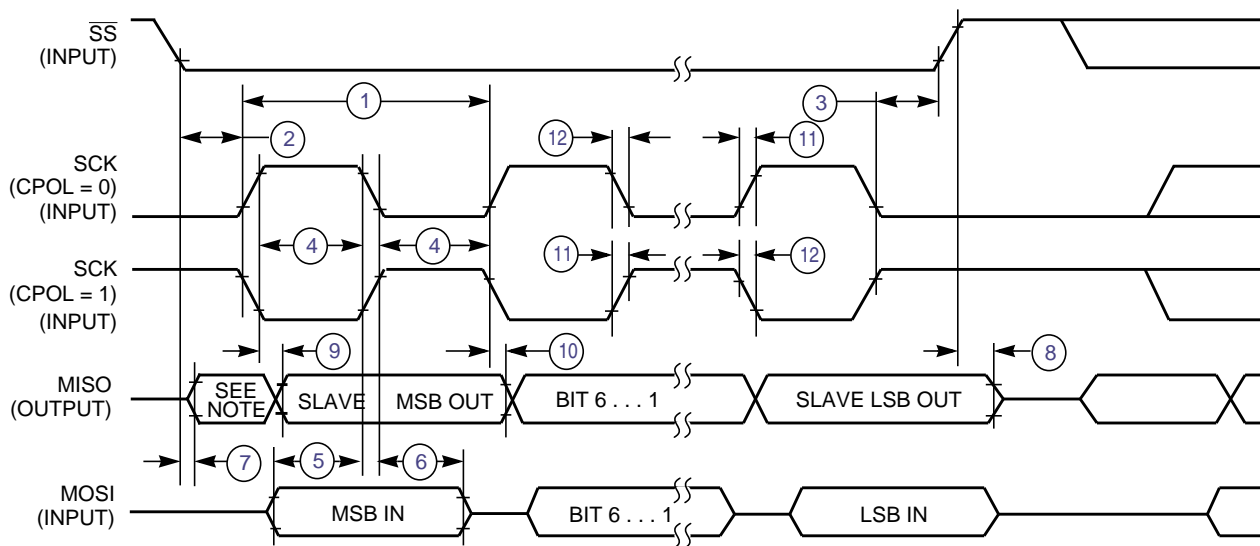 SS
(INPUT)
1
3
2
12
11
SCK
(CPOL = 0)
(INPUT)
4
4
11
12
SCK
(CPOL = 1)
(INPUT)
9
10
8
MISO
(OUTPUT)
SEE
NOTE
SLAVE
MSB OUT
BIT 6 . . . 1
SLAVE LSB OUT
7
5
6
MOSI
(INPUT)
MSB IN
BIT 6 . . . 1
LSB IN